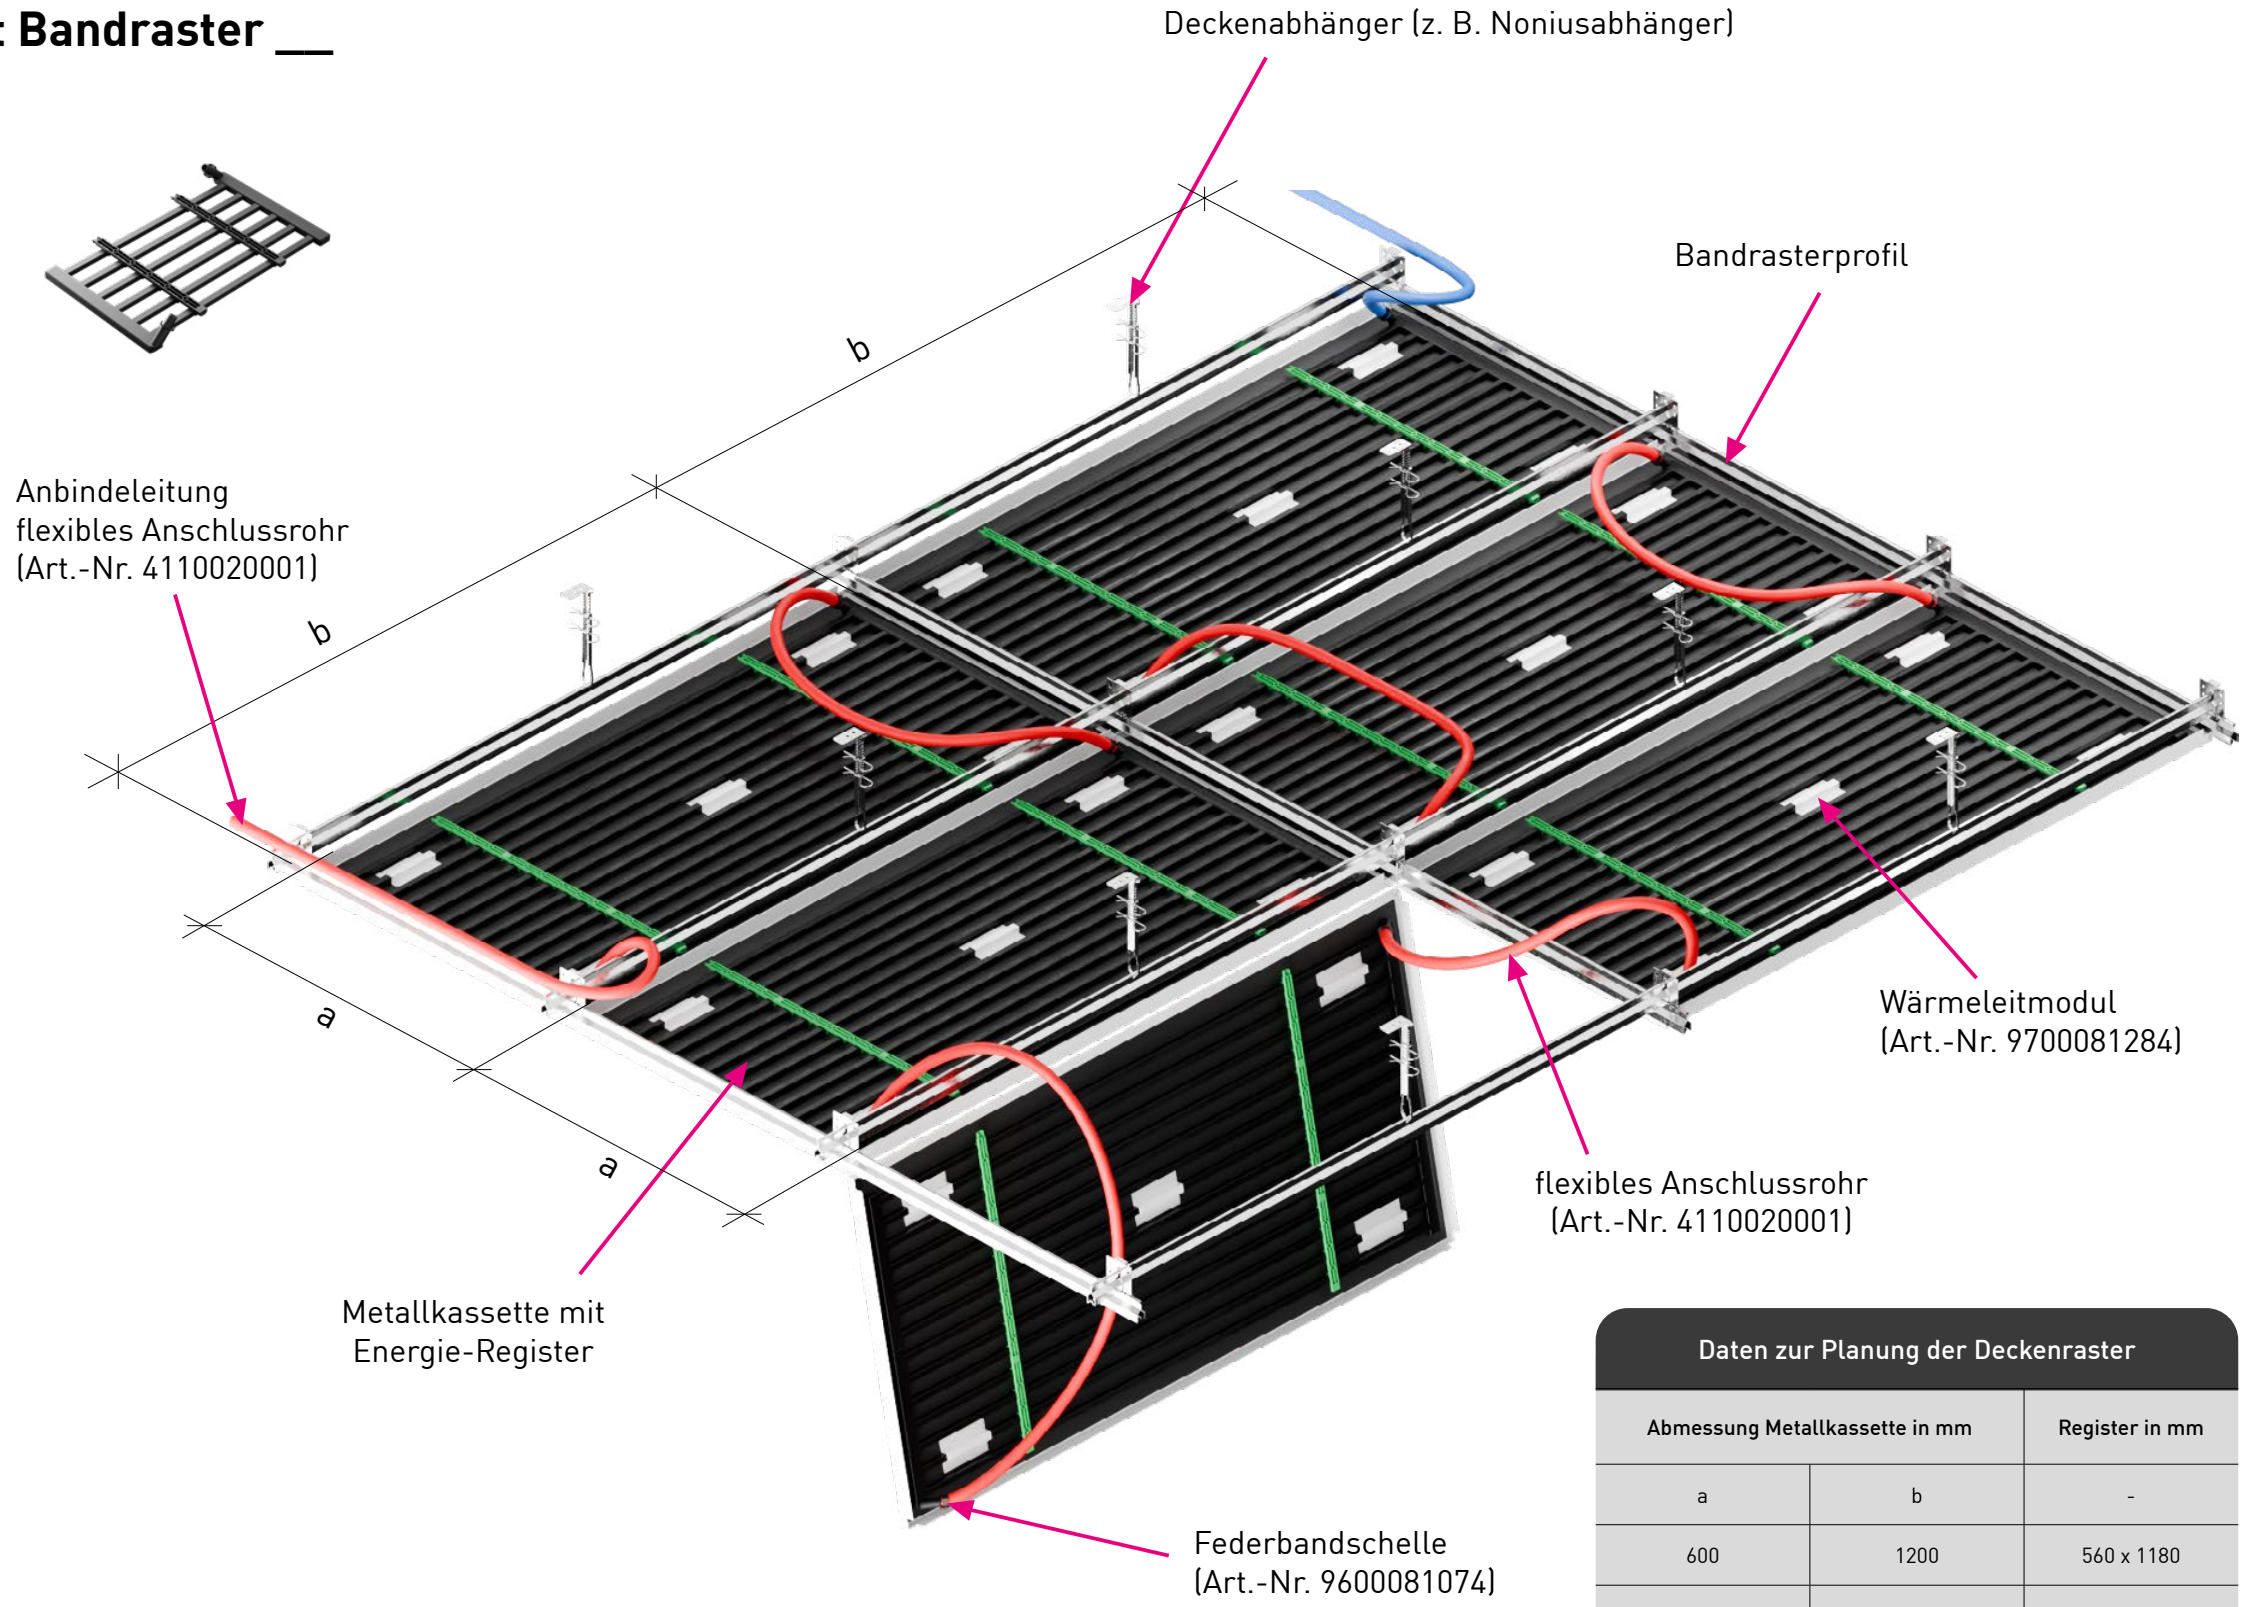 : Bandraster __
Deckenabhänger (z. B. Noniusabhänger)
Bandrasterprofil
b
Anbindeleitung
flexibles Anschlussrohr
(Art.-Nr. 4110020001)
b
a
a
Wärmeleitmodul
(Art.-Nr. 9700081284)
flexibles Anschlussrohr
(Art.-Nr. 4110020001)
Metallkassette mit
Energie-Register
Federbandschelle
(Art.-Nr. 9600081074)
Daten zur Planung der Deckenraster
Abmessung Metallkassette in mm Register in mm
a b -
600 1200 560 x 1180